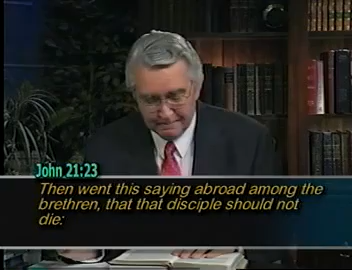 John 21:23
Then went this saying abroad among the
brethren, that that disciple should not
die: